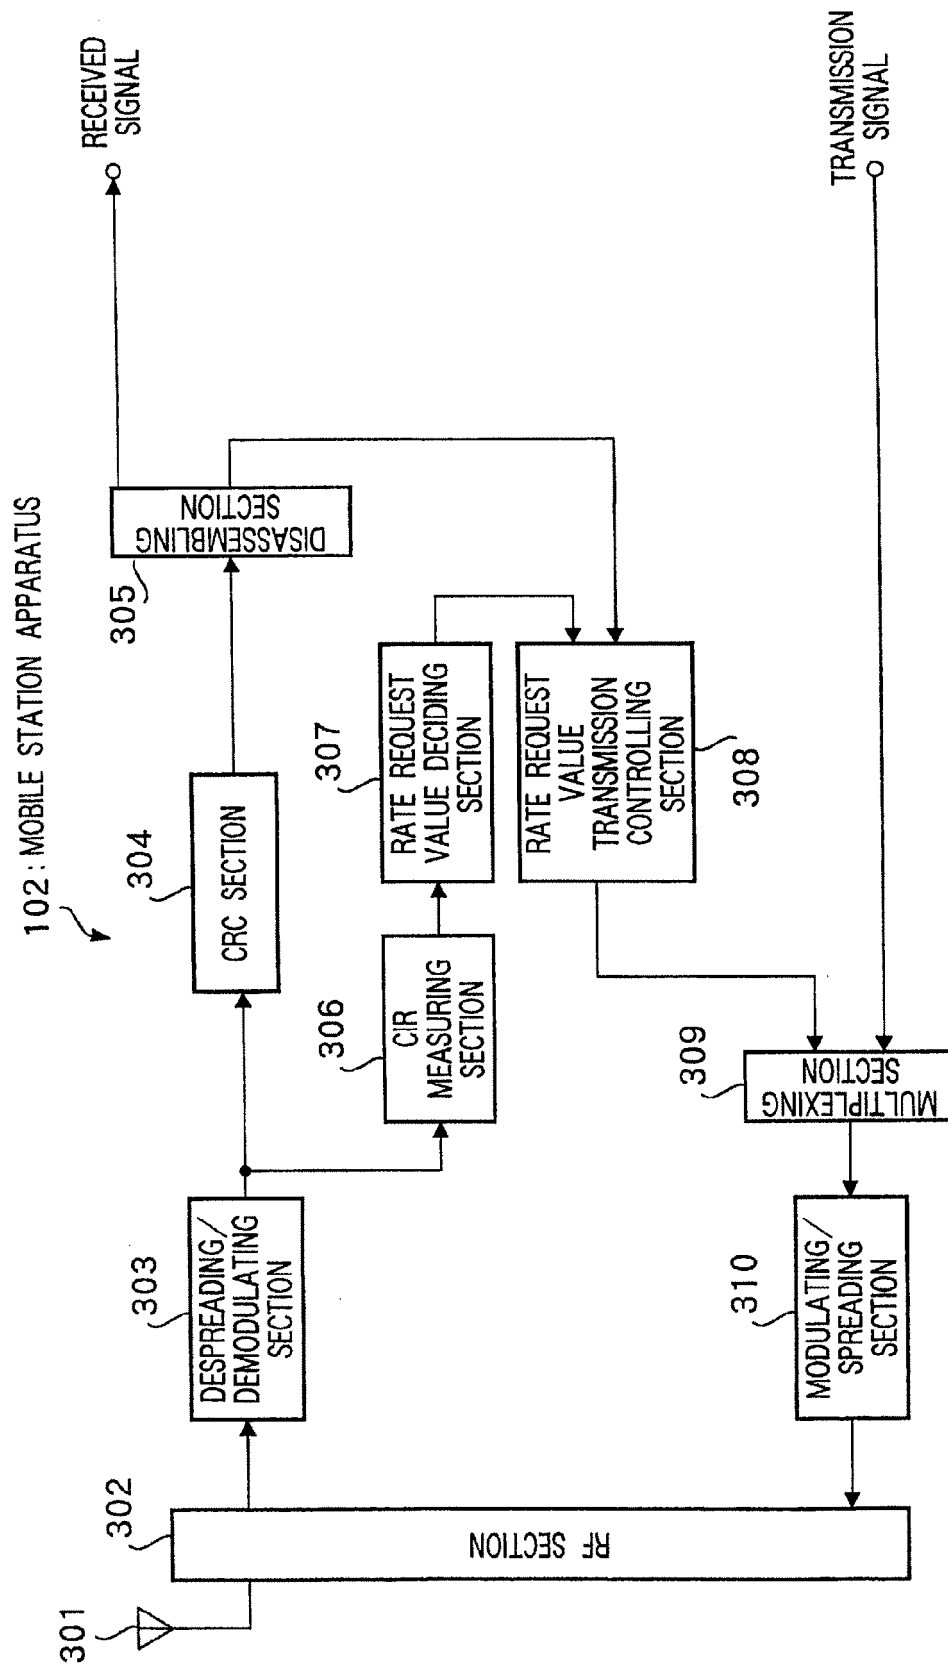 102: MOBILE STATION APPARATUS
301
302
RF SECTION
303
DESPREADING/
DEMODULATING
SECTION
304
CRC SECTION
305
DISASSEMBLING
SECTION
RECEIVED
SIGNAL
306
CIR
MEASURING
SECTION
307
RATE REQUEST
VALUE DECIDING
SECTION
RATE REQUEST
VALUE
TRANSMISSION
CONTROLLING
SECTION
308
309
MULTIPLEXING
SECTION
310
MODULATING/
SPREADING
SECTION
TRANSMISSION
SIGNAL